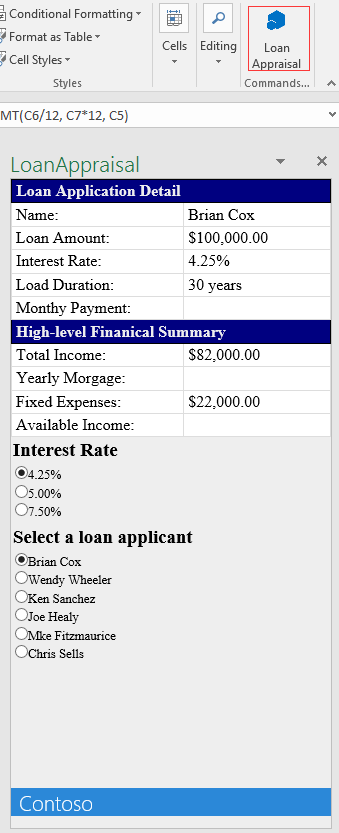 Conditional Formatting
Format as Table
Cell Styles
Styles
Cells
Editing
Loan
Appraisal
Commands...
MT(C6/12, C7*12, C5)
LoanAppraisal
Loan Application Detail
Name: Brian Cox
Loan Amount: $100,000.00
Interest Rate: 4.25%
Load Duration: 30 years
Monthy Payment:
High-level Finanical Summary
Total Income: $82,000.00
Yearly Morgage:
Fixed Expenses: $22,000.00
Available Income:
Interest Rate
4.25%
5.00%
7.50%
Select a loan applicant
Brian Cox
Wendy Wheeler
Ken Sanchez
Joe Healy
Mke Fitzmaurice
Chris Sells
Contoso